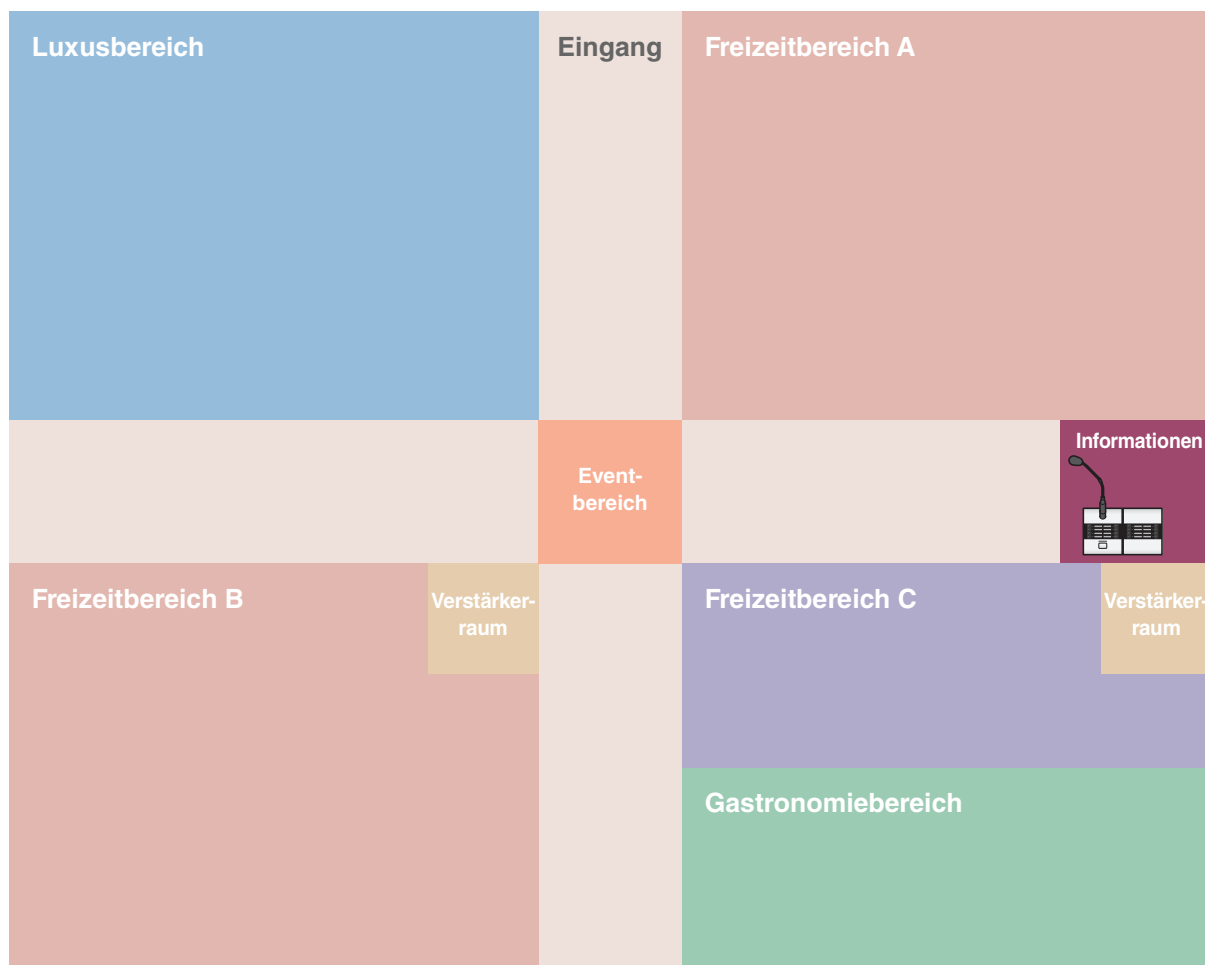 Luxusbereich
Eingang
Freizeitbereich A
Informationen
Event-
bereich
Freizeitbereich B
Verstärker-
raum
Freizeitbereich C
Verstärker-
raum
Gastronomiebereich